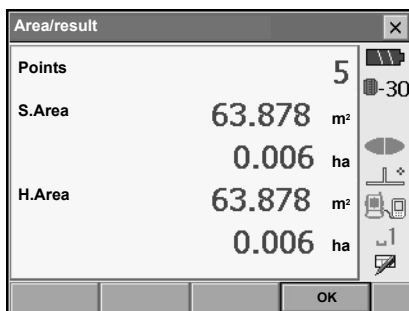 Area/result
Points 5
-30
S.Area 63.878 m²
0.006 ha
H.Area 63.878 m²
0.006 ha
1
OK